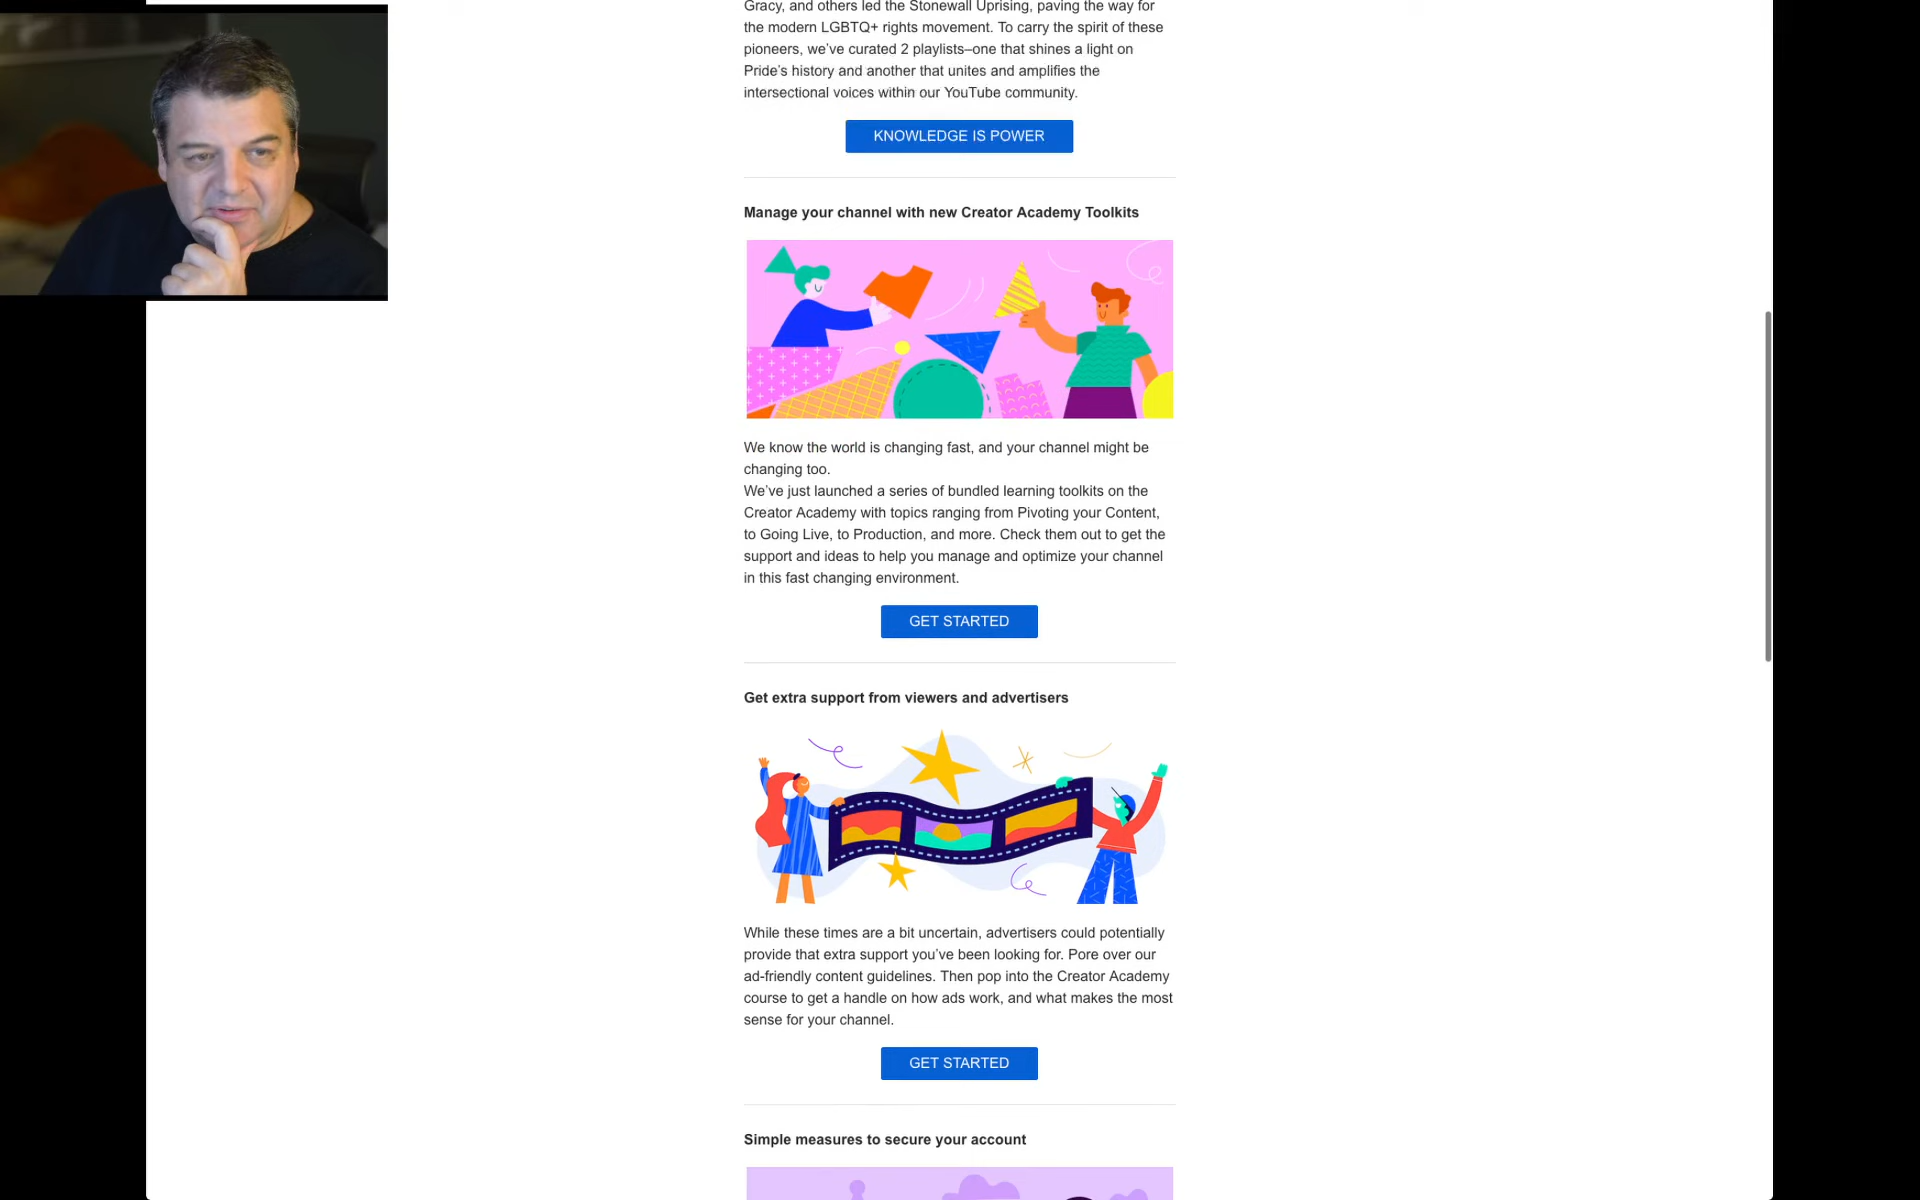 Gracy, and others led the Stonewall Uprising, paving the way for
the modern LGBTQ+ rights movement. To carry the spirit of these
pioneers, we’ve curated 2 playlists–one that shines a light on
Pride’s history and another that unites and amplifies the
intersectional voices within our YouTube community.
KNOWLEDGE IS POWER
Manage your channel with new Creator Academy Toolkits
We know the world is changing fast, and your channel might be
changing too.
We’ve just launched a series of bundled learning toolkits on the
Creator Academy with topics ranging from Pivoting your Content,
to Going Live, to Production, and more. Check them out to get the
support and ideas to help you manage and optimize your channel
in this fast changing environment.
GET STARTED
Get extra support from viewers and advertisers
While these times are a bit uncertain, advertisers could potentially
provide that extra support you’ve been looking for. Pore over our
ad-friendly content guidelines. Then pop into the Creator Academy
course to get a handle on how ads work, and what makes the most
sense for your channel.
GET STARTED
Simple measures to secure your account